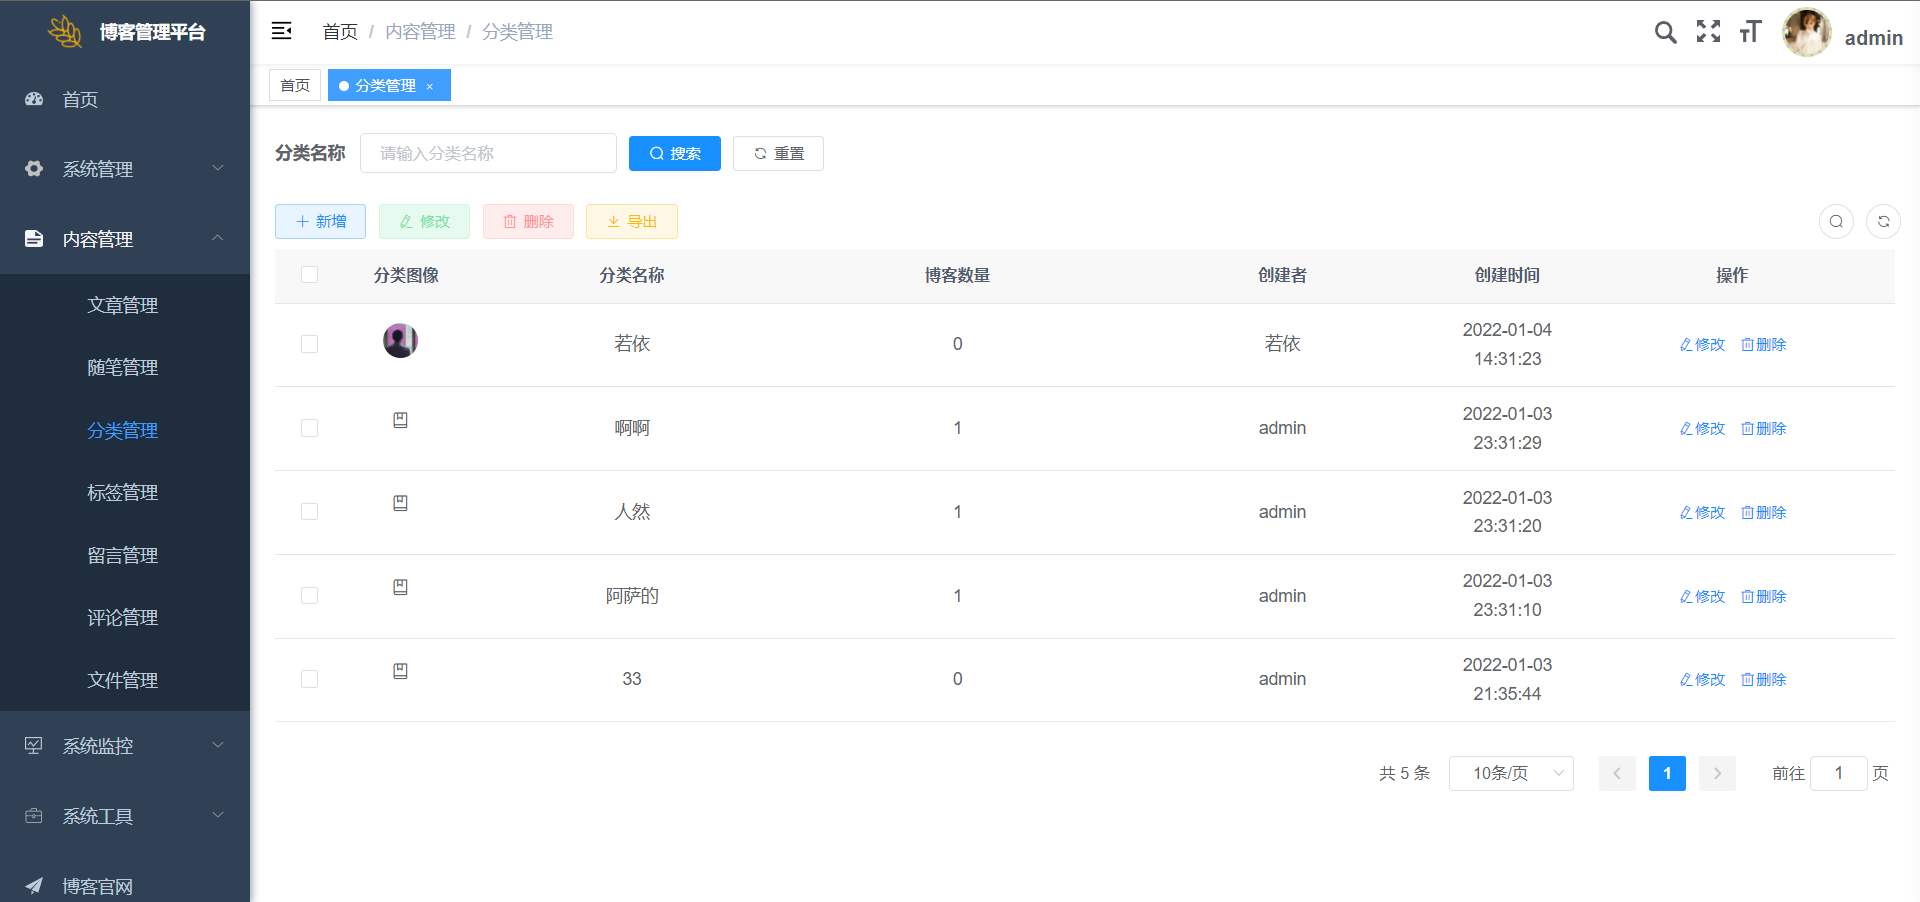 博客管理平台
首页
系统管理
内容管理
文章管理
随笔管理
分类管理
标签管理
留言管理
评论管理
文件管理
系统监控
系统工具
博客官网
首页 / 内容管理 / 分类管理
admin
首页
分类管理 ×
分类名称 请输入分类名称 搜索 重置
新增 修改 删除 导出
分类图像 分类名称 博客数量 创建者 创建时间 操作
若依 0 若依 2022-01-04 14:31:23 修改 删除
啊啊 1 admin 2022-01-03 23:31:29 修改 删除
人然 1 admin 2022-01-03 23:31:20 修改 删除
阿萨的 1 admin 2022-01-03 23:31:10 修改 删除
33 0 admin 2022-01-03 21:35:44 修改 删除
共 5 条 10条/页 1 前往 1 页